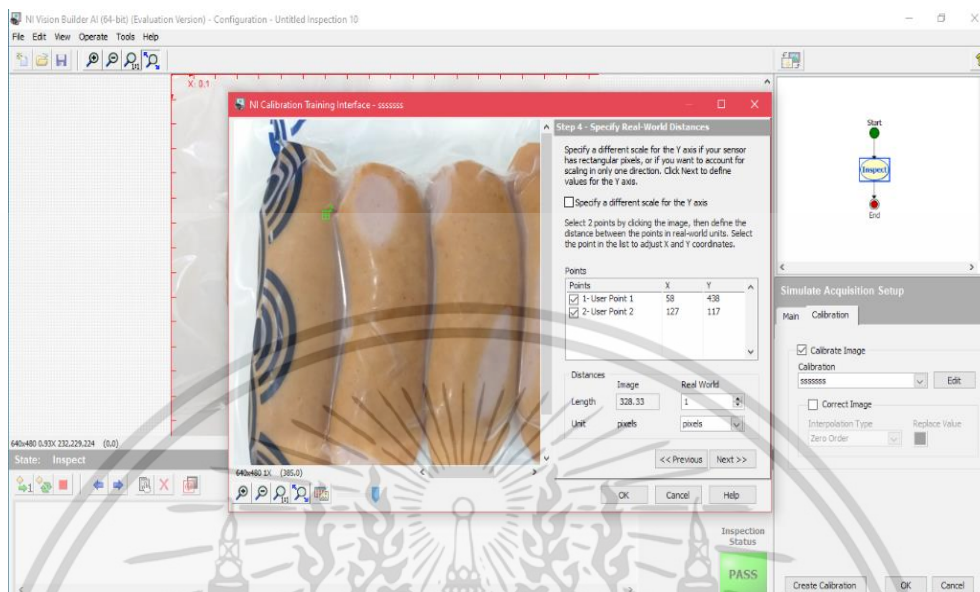 NI Vision Builder AI (64-bit) (Evaluation Version) - Configuration - Untitled Inspection 10
File Edit View Operate Tools Help
X: 0.1
NI Calibration Training Interface - sssssss
Step 4 - Specify Real-World Distances
Specify a different scale for the Y axis if your sensor
has rectangular pixels, or if you want to account for
scaling in only one direction. Click Next to define
values for the Y axis.
Specify a different scale for the Y axis
Select 2 points by clicking the image, then define the
distance between the points in real-world units. Select
the point in the list to adjust X and Y coordinates.
Points
Points X Y
1- User Point 1 58 438
2- User Point 2 127 117
Distances
Image Real World
Length 328.33 1
Unit pixels pixels
<< Previous Next >>
640x480 1X (385,0)
OK Cancel Help
Start
Inspect
End
Simulate Acquisition Setup
Main Calibration
Calibrate Image
Calibration
sssssss Edit
Correct Image
Interpolation Type Replace Value
Zero Order
640x480 0.93X 232,229,224 (0,0)
State: Inspect
Inspection
Status
PASS
Create Calibration OK Cancel